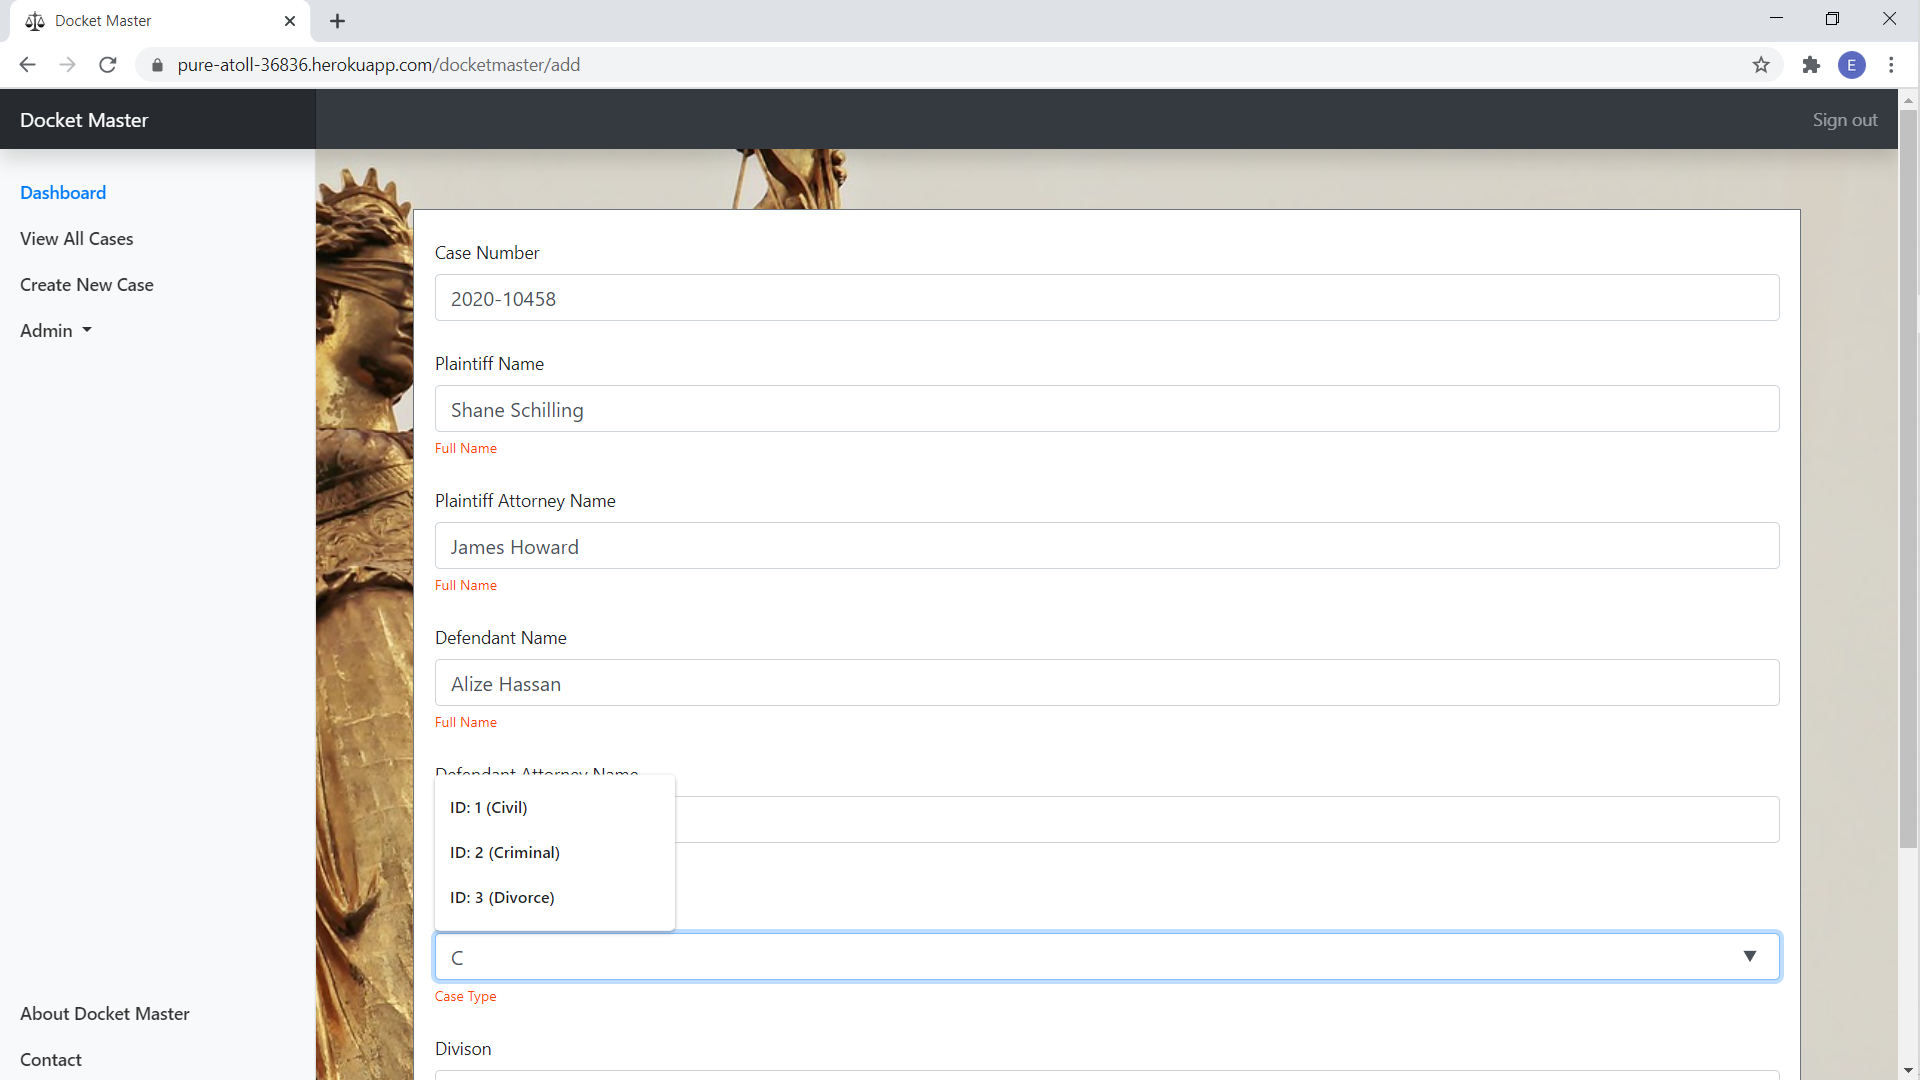 Docket Master
pure-atoll-36836.herokuapp.com/docketmaster/add
E
Docket Master
Sign out
Dashboard
View All Cases
Create New Case
Admin
About Docket Master
Contact
Case Number
2020-10458
Plaintiff Name
Shane Schilling
Full Name
Plaintiff Attorney Name
James Howard
Full Name
Defendant Name
Alize Hassan
Full Name
Defendant Attorney Name
ID: 1 (Civil)
ID: 2 (Criminal)
ID: 3 (Divorce)
C
Case Type
Divison